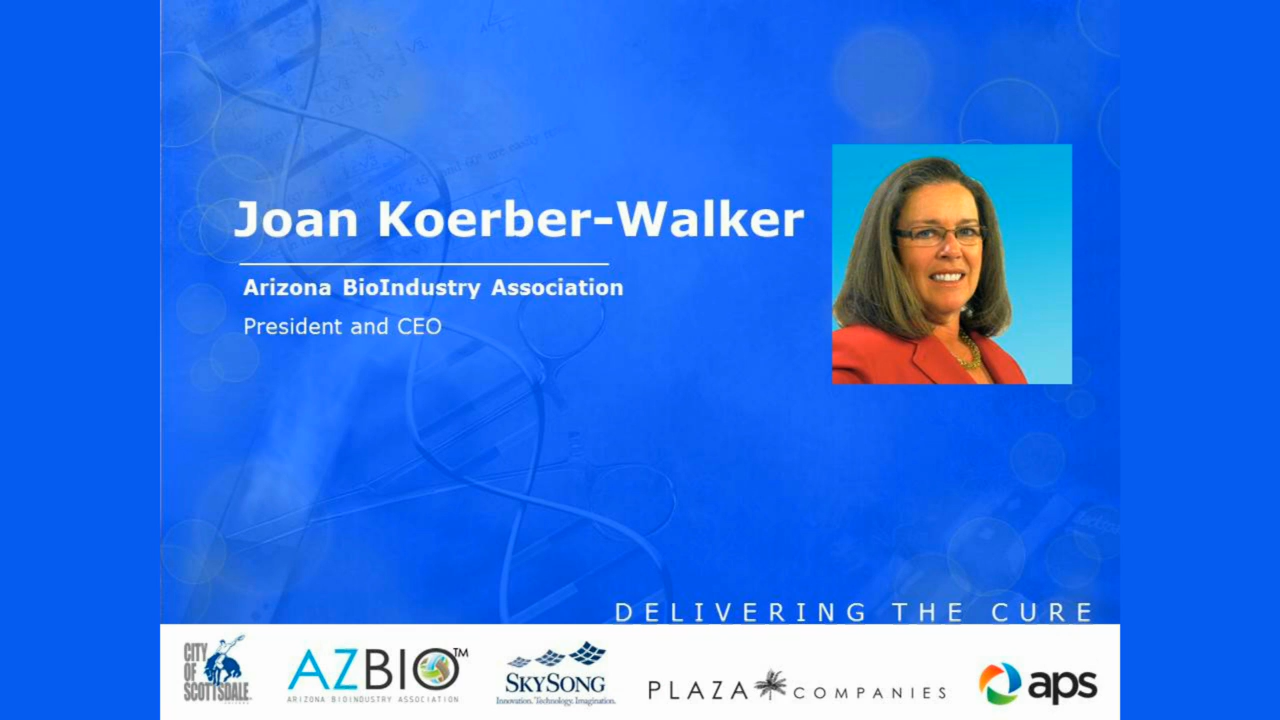 Joan Koerber-Walker
Arizona BioIndustry Association
President and CEO
DELIVERING THE CURE
CITY
OF
SCOTTSDALE
AZBIO™
ARIZONA BIOINDUSTRY ASSOCIATION
SKYSONG
Innovation. Technology. Imagination.
PLAZA COMPANIES
aps